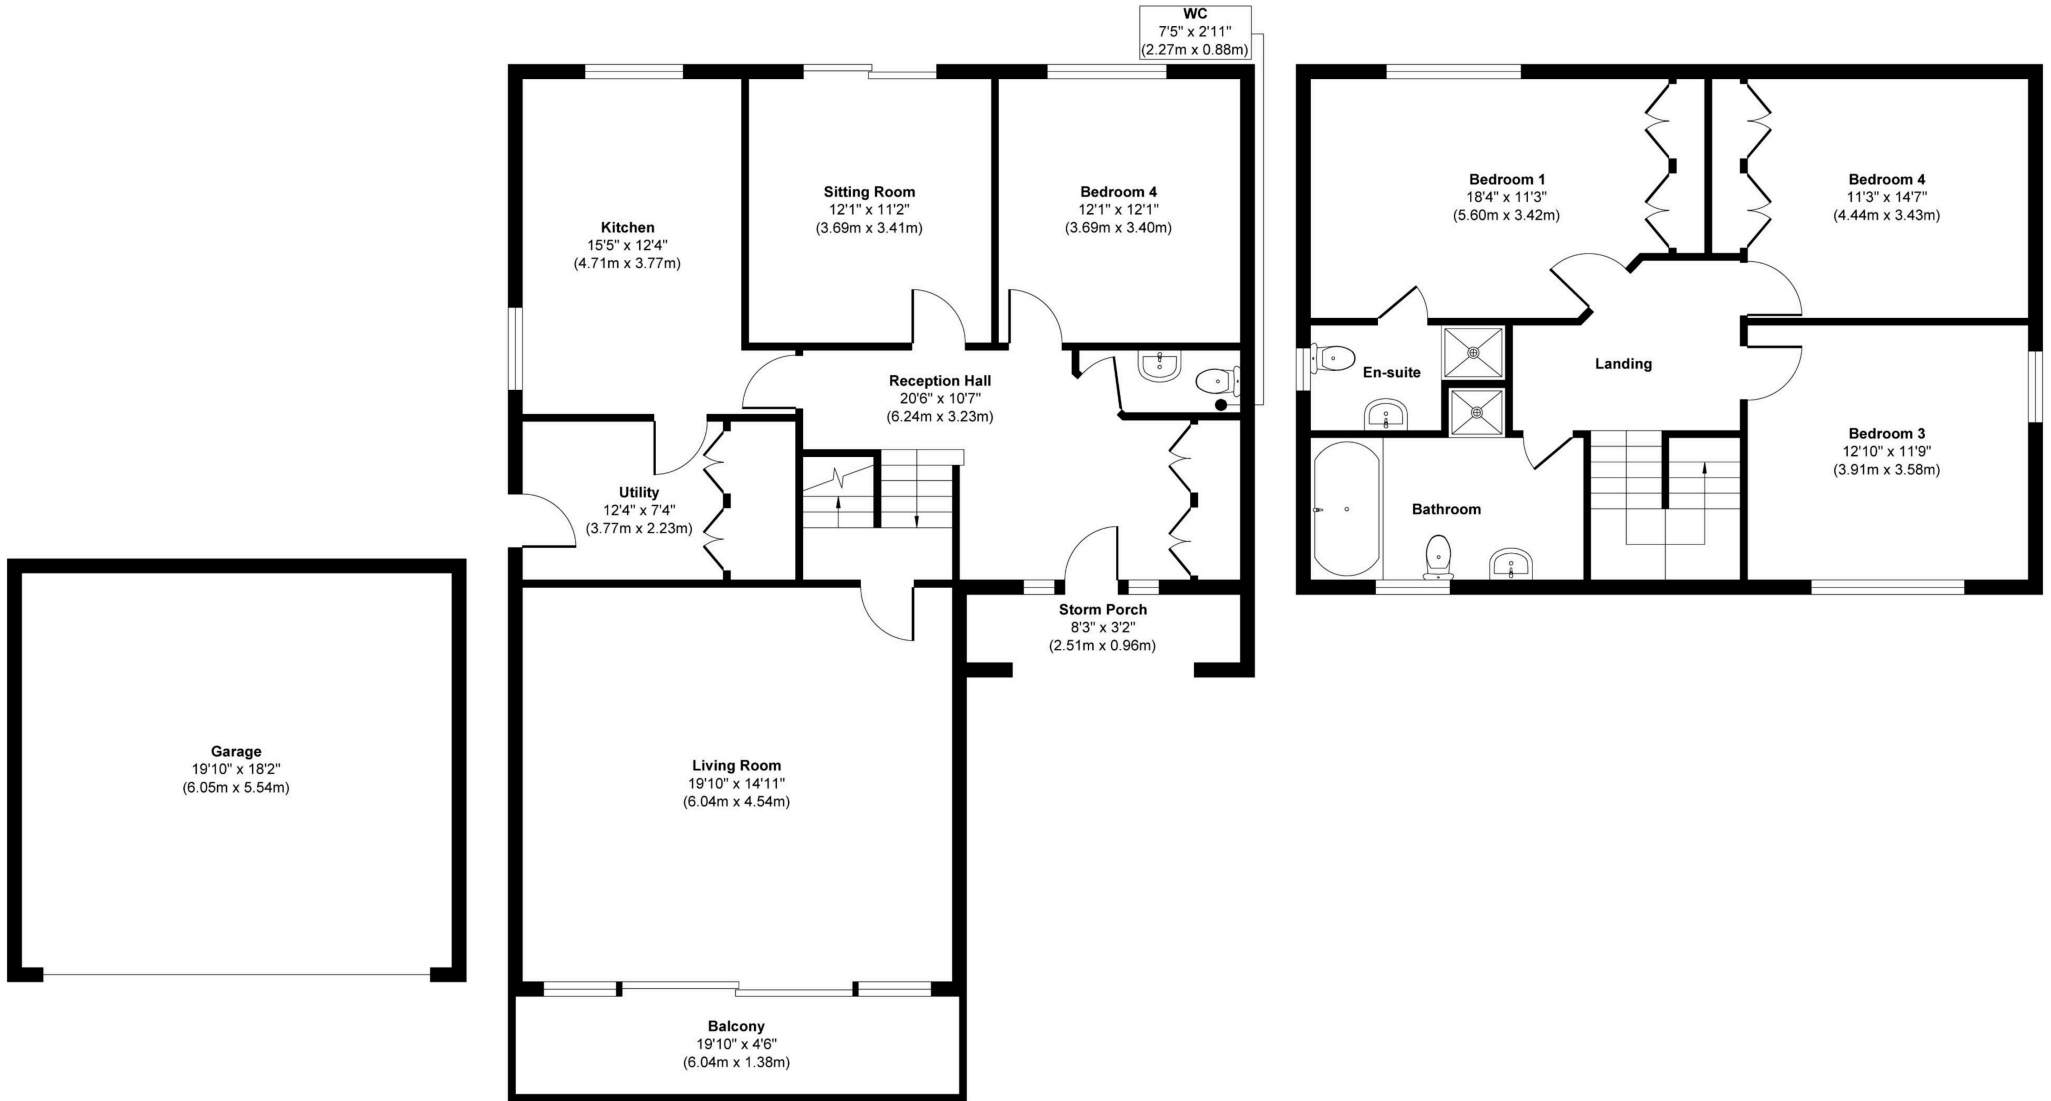 WC
7'5" x 2'11"
(2.27m x 0.88m)
Kitchen
15'5" x 12'4"
(4.71m x 3.77m)
Sitting Room
12'1" x 11'2"
(3.69m x 3.41m)
Bedroom 4
12'1" x 12'1"
(3.69m x 3.40m)
Reception Hall
20'6" x 10'7"
(6.24m x 3.23m)
Utility
12'4" x 7'4"
(3.77m x 2.23m)
Storm Porch
8'3" x 3'2"
(2.51m x 0.96m)
Garage
19'10" x 18'2"
(6.05m x 5.54m)
Living Room
19'10" x 14'11"
(6.04m x 4.54m)
Balcony
19'10" x 4'6"
(6.04m x 1.38m)
Bedroom 1
18'4" x 11'3"
(5.60m x 3.42m)
Bedroom 4
11'3" x 14'7"
(4.44m x 3.43m)
En-suite
Landing
Bedroom 3
12'10" x 11'9"
(3.91m x 3.58m)
Bathroom